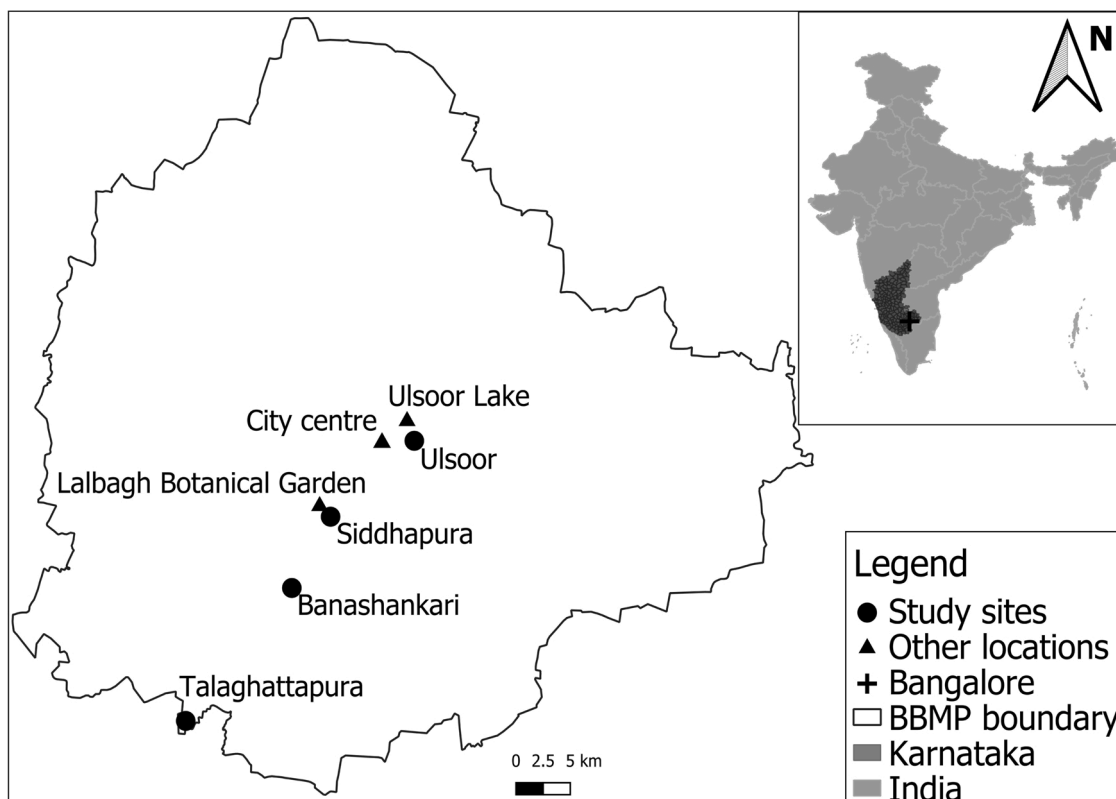 N
Ulsoor Lake
City centre
Ulsoor
Lalbagh Botanical Garden
Siddhapura
Banashankari
Talaghattapura
0 2.5 5 km
Legend
Study sites
Other locations
Bangalore
BBMP boundary
Karnataka
India